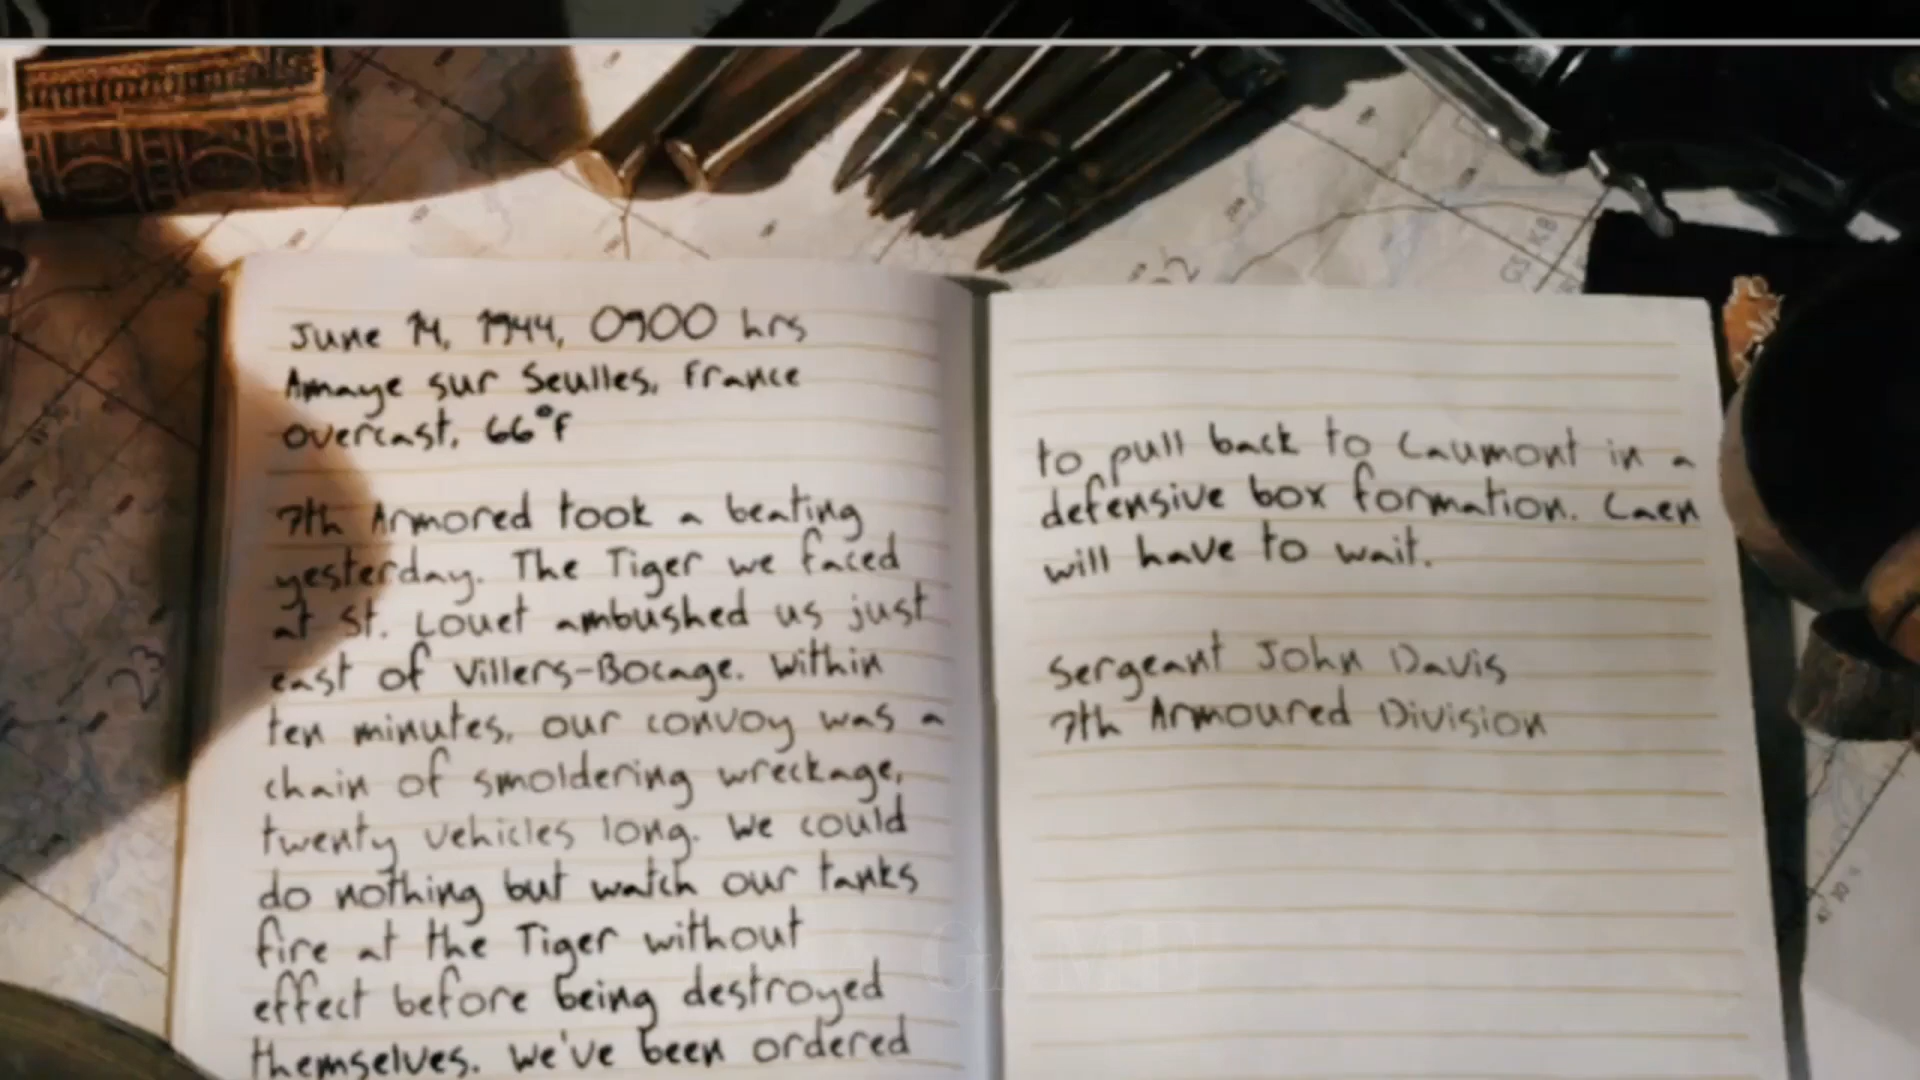 June 14, 1944, 0900 hrs
Amaye sur Seulles, France
Overcast, 66°F
7th Armored took a beating
yesterday. The Tiger we faced
at St. Louet ambushed us just
east of Villers-Bocage. Within
ten minutes, our convoy was a
chain of smoldering wreckage,
twenty vehicles long. We could
do nothing but watch our tanks
fire at the Tiger without
effect before being destroyed
themselves. We've been ordered
to pull back to Caumont in a
defensive box formation. Caen
will have to wait.
Sergeant John Davis
7th Armoured Division
GS KB
23
A GAME